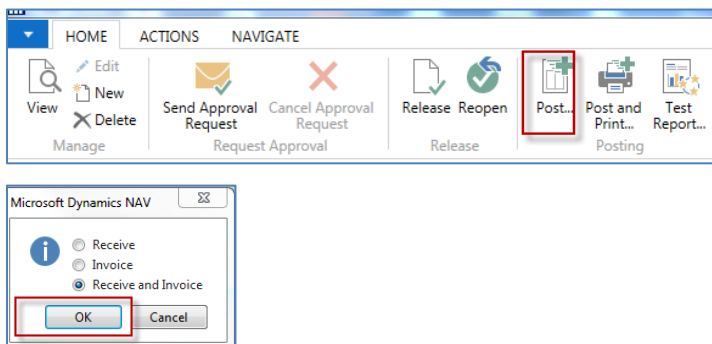 HOME ACTIONS NAVIGATE
View
Edit
New
Delete
Send Approval
Request
Cancel Approval
Request
Release
Reopen
Post...
Post and
Print...
Test
Report...
Manage
Request Approval
Release
Posting
Microsoft Dynamics NAV
Receive
Invoice
Receive and Invoice
OK
Cancel